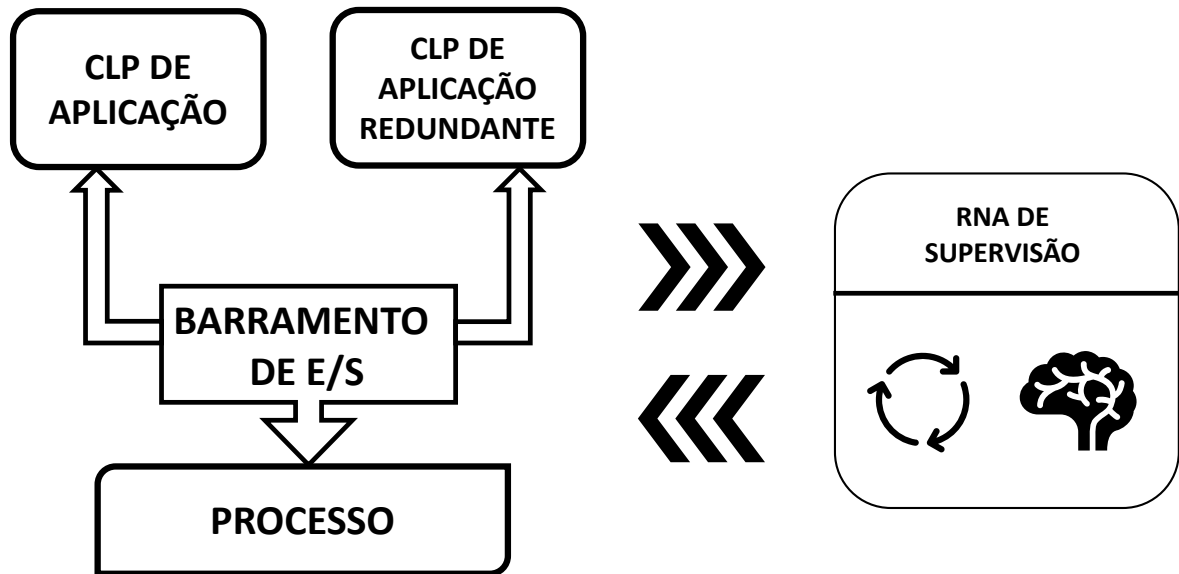 CLP DE
APLICAÇÃO
CLP DE
APLICAÇÃO
REDUNDANTE
BARRAMENTO
DE E/S
PROCESSO
RNA DE
SUPERVISÃO